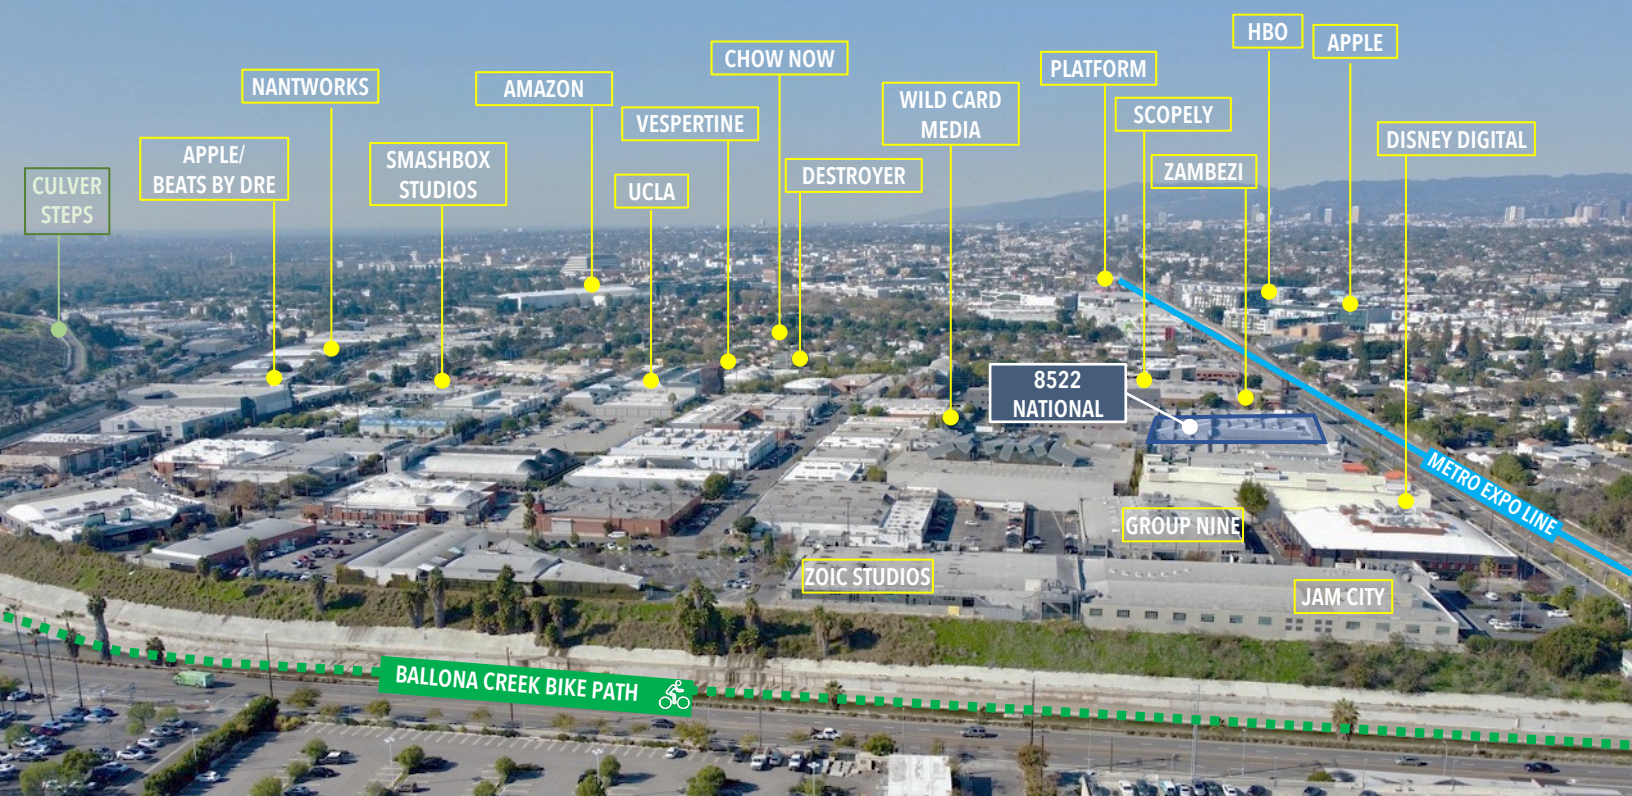 HBO
APPLE
CHOW NOW
PLATFORM
NANTWORKS
AMAZON
WILD CARD
MEDIA
SCOPELY
VESPERTINE
DISNEY DIGITAL
APPLE/
BEATS BY DRE
SMASHBOX
STUDIOS
DESTROYER
ZAMBEZI
CULVER
STEPS
UCLA
8522
NATIONAL
METRO EXPO LINE
GROUP NINE
ZOIC STUDIOS
JAM CITY
BALLONA CREEK BIKE PATH